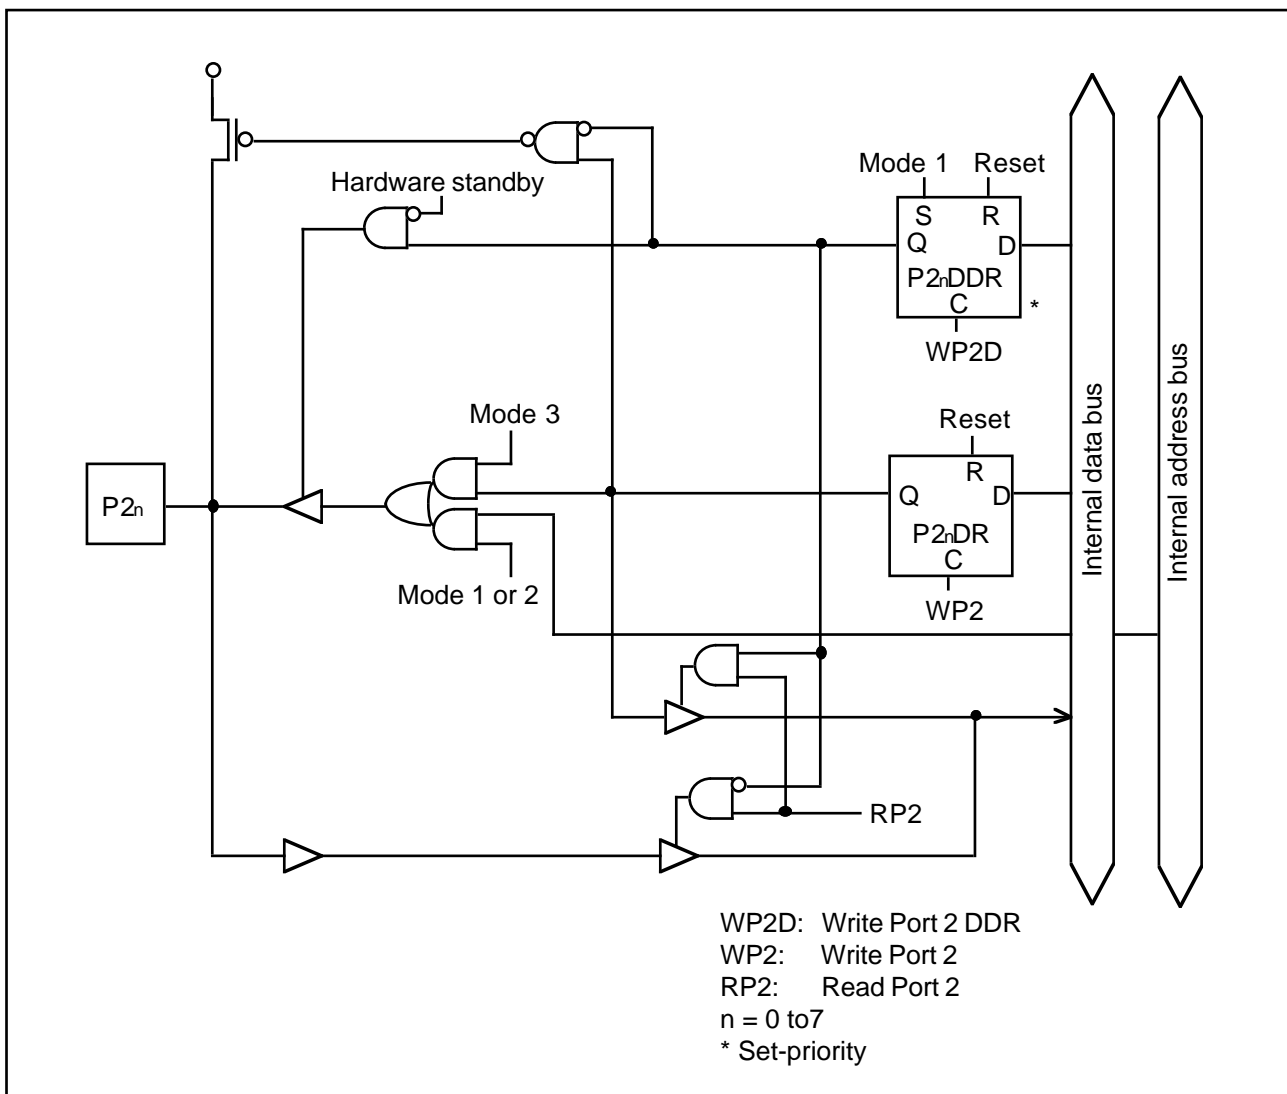 Mode 1 Reset
Hardware standby
S R
Q D
P2nDDR
C *
WP2D
Mode 3
Reset
R
Q D
P2n
P2nDR
C
Mode 1 or 2
WP2
Internal data bus
Internal address bus
RP2
WP2D: Write Port 2 DDR
WP2: Write Port 2
RP2: Read Port 2
n = 0 to7
* Set-priority